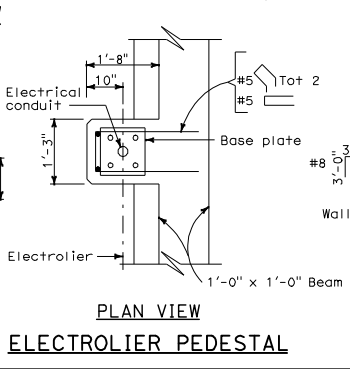 1'-8"
10"
Electrical
conduit
#5 Tot 2
#5
Base plate
1'-3"
#8
3
3'-0"
Wall
Electrolier
1'-0" x 1'-0" Beam
PLAN VIEW
ELECTROLIER PEDESTAL